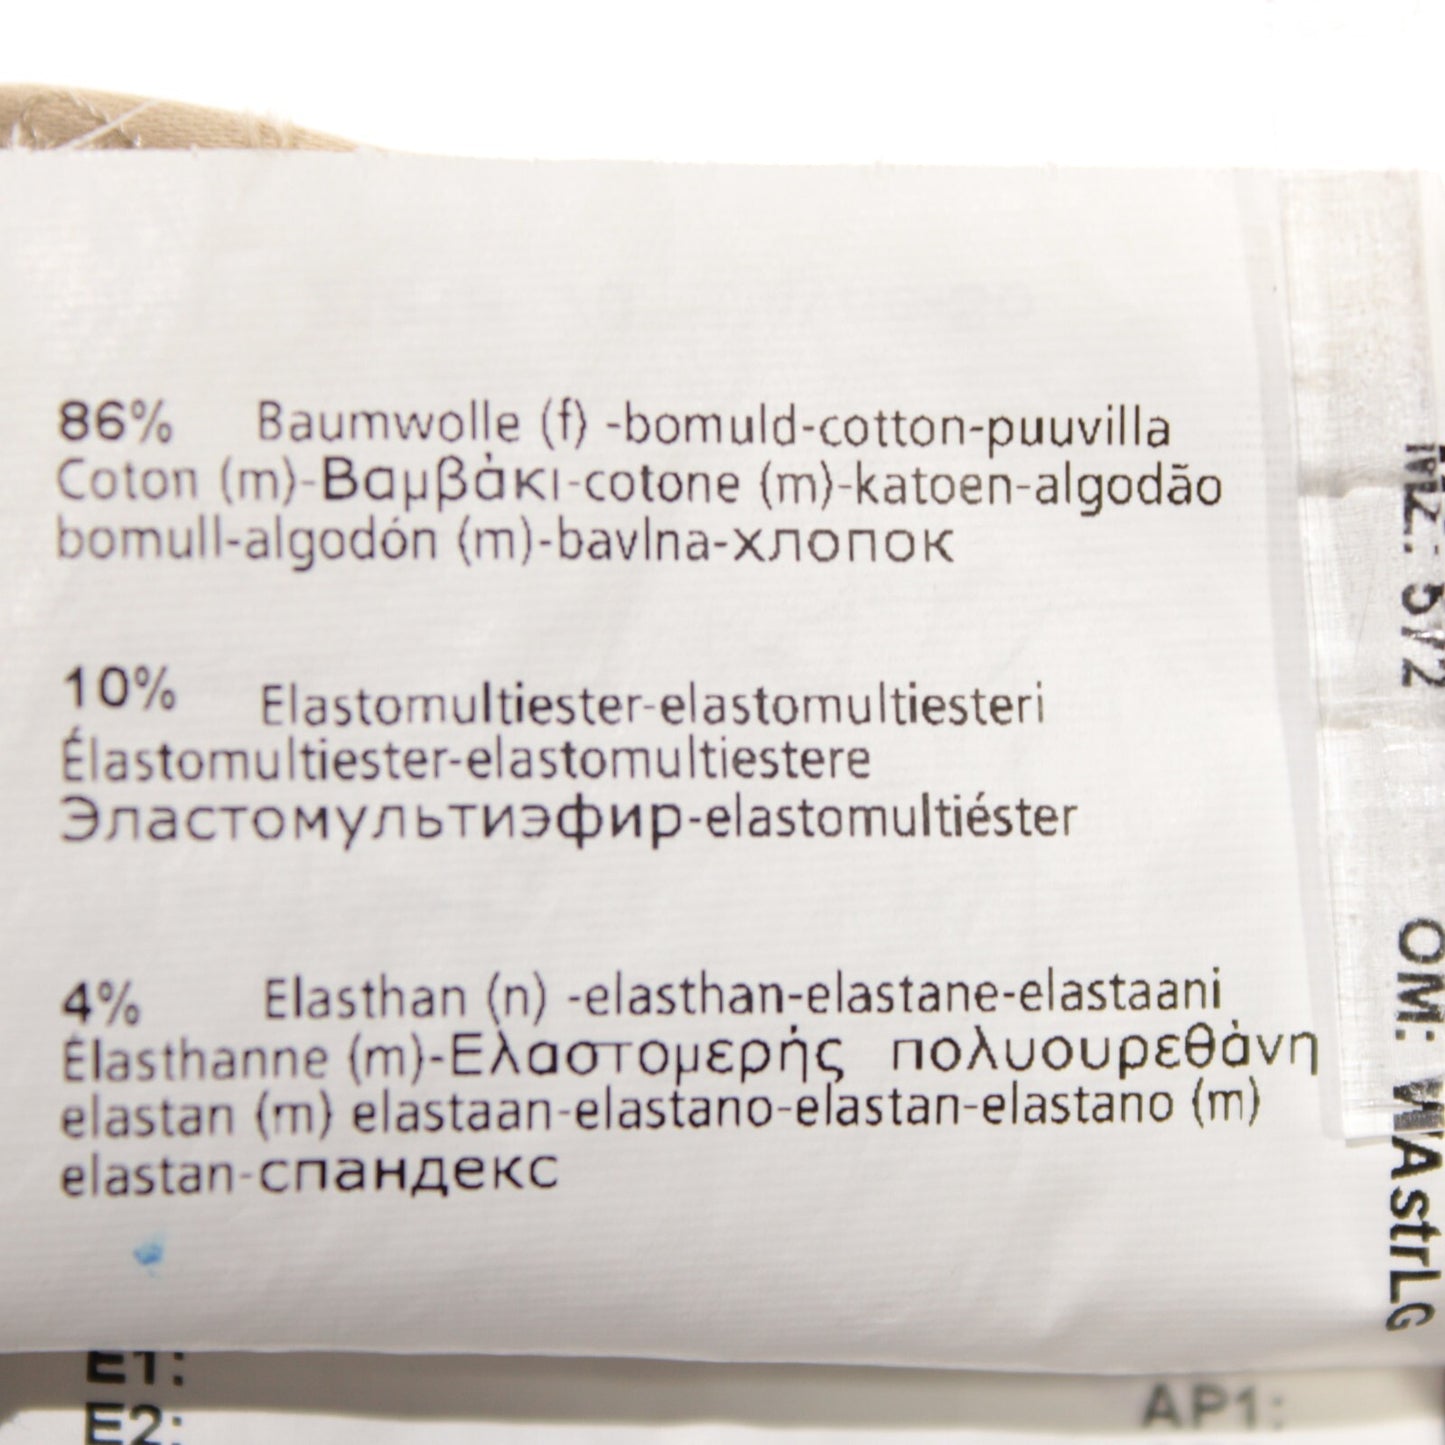 86% Baumwolle (f) -bomuld-cotton-puuvilla
Coton (m)-Βαμβάκι-cotone (m)-katoen-algodão
bomull-algodón (m)-bavlna-хлопок
10% Elastomultiester-elastomultiesteri
Élastomultiester-elastomultiestere
Эластомультиэфир-elastomultiéster
4% Elasthan (n) -elasthan-elastane-elastaani
Élasthanne (m)-Ελαστομερής πολυουρεθάνη
elastan (m) elastaan-elastano-elastan-elastano (m)
elastan-спандекс
E1:
E2:
AP1:
572
OM: WAstrLG